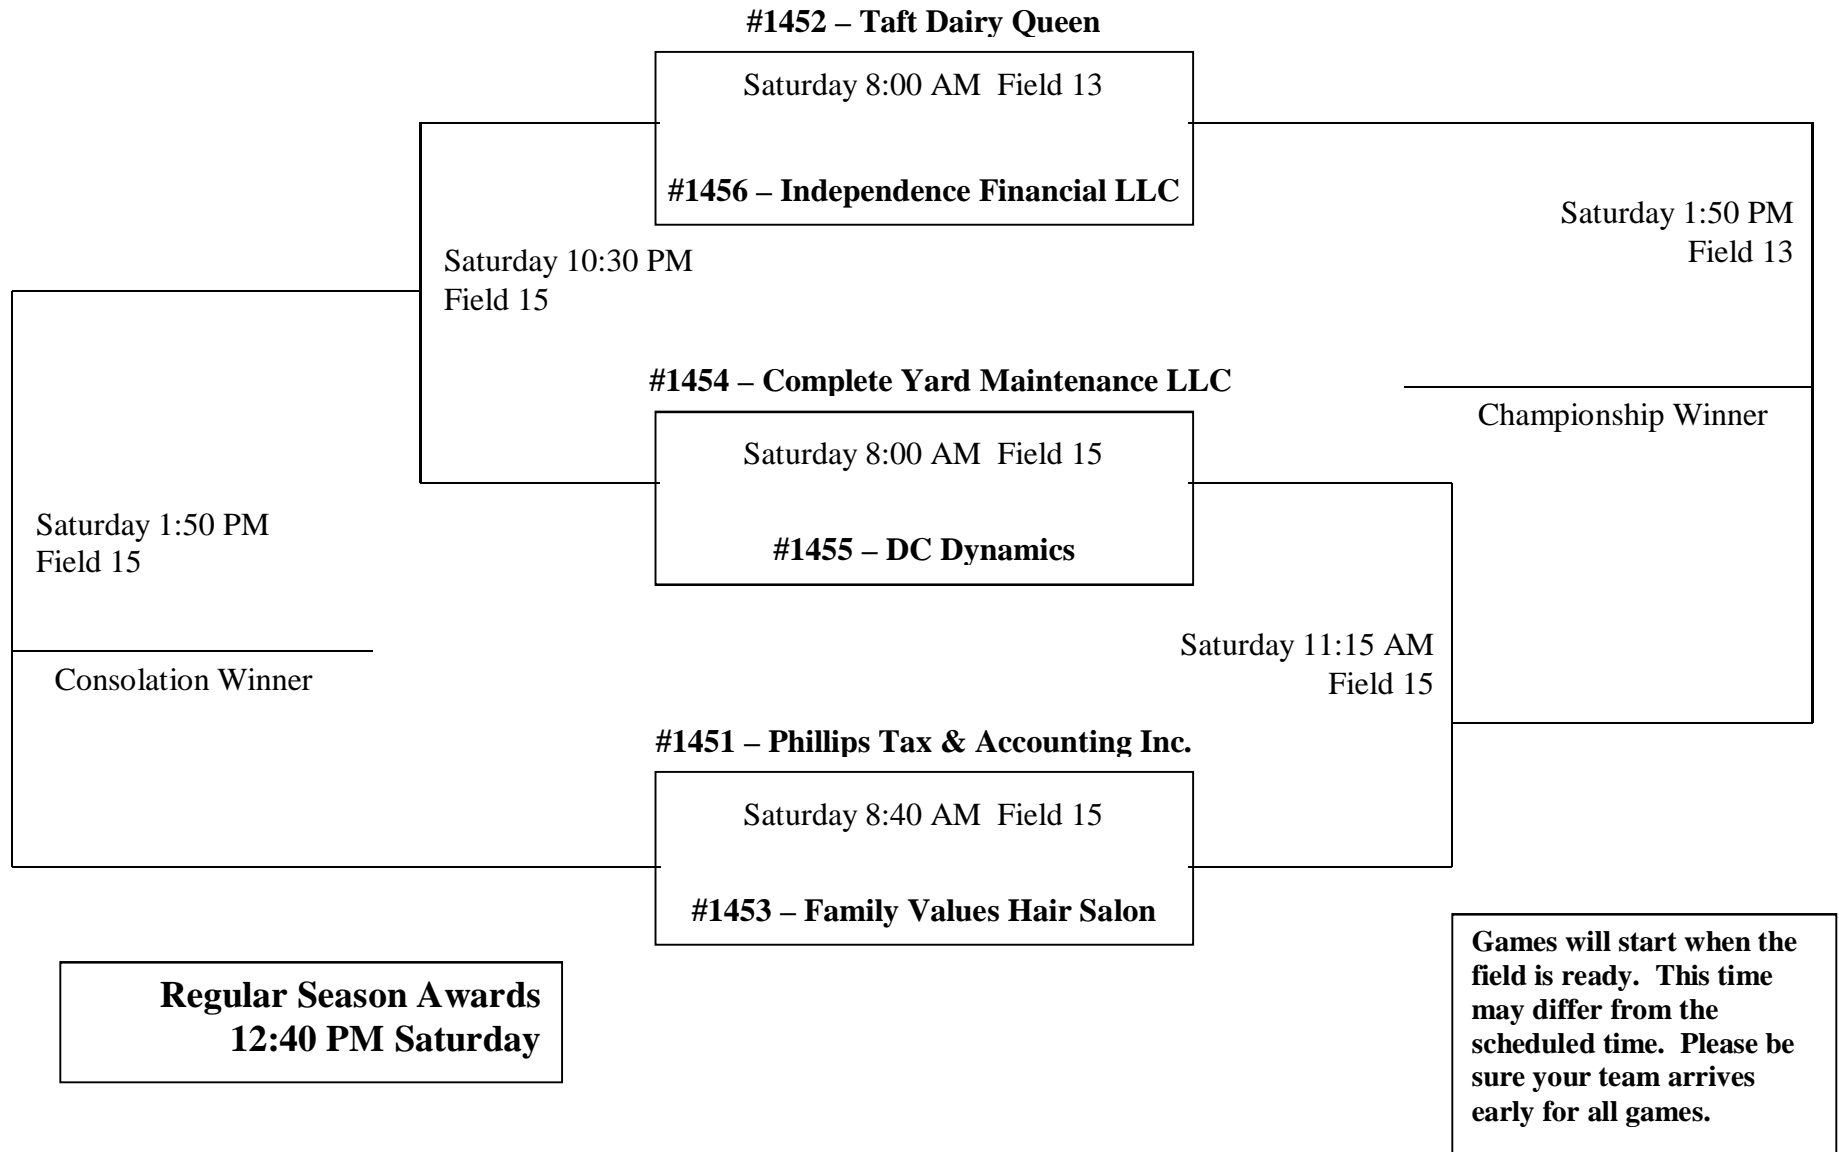 #1452 – Taft Dairy Queen
Saturday 8:00 AM  Field 13
#1456 – Independence Financial LLC
Saturday 1:50 PM
Field 13
Saturday 10:30 PM
Field 15
#1454 – Complete Yard Maintenance LLC
Championship Winner
Saturday 8:00 AM  Field 15
Saturday 1:50 PM
Field 15
#1455 – DC Dynamics
Saturday 11:15 AM
Field 15
Consolation Winner
#1451 – Phillips Tax & Accounting Inc.
Saturday 8:40 AM  Field 15
#1453 – Family Values Hair Salon
Regular Season Awards
12:40 PM Saturday
Games will start when the
field is ready.  This time
may differ from the
scheduled time.  Please be
sure your team arrives
early for all games.